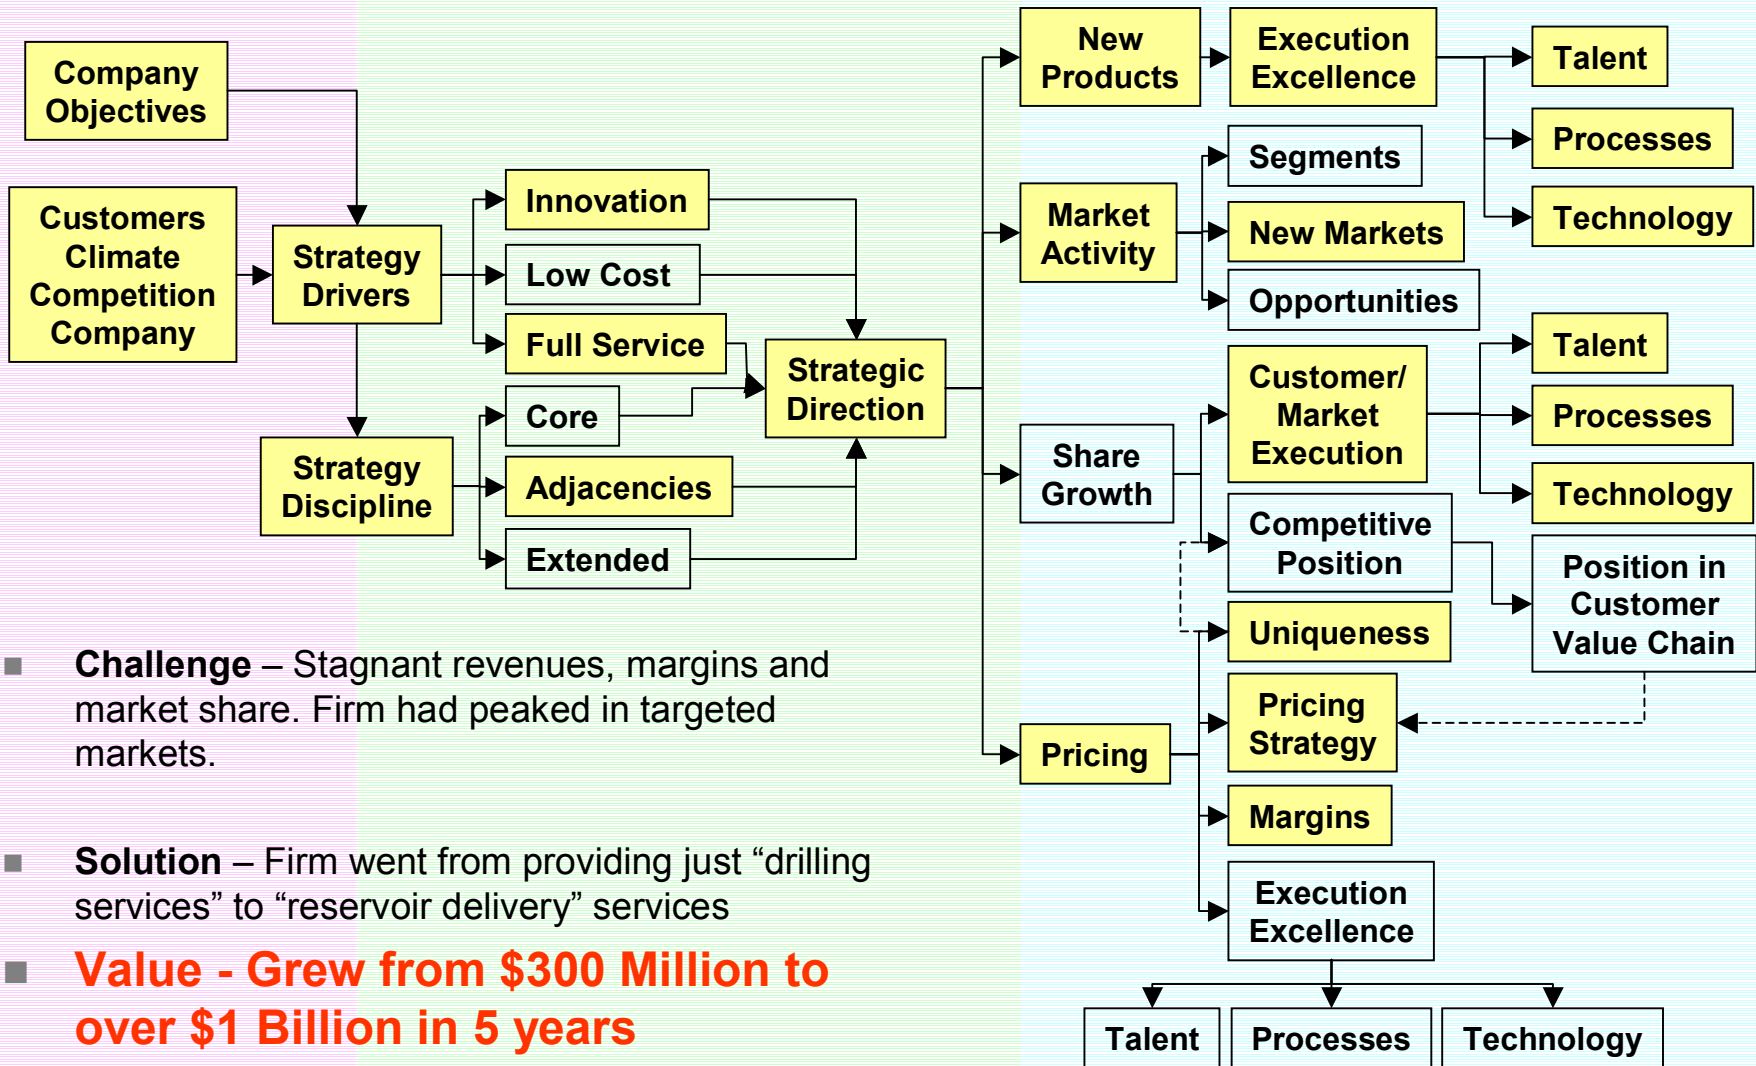 Company
Objectives
Customers
Climate
Competition
Company
Strategy
Drivers
Strategy
Discipline
Innovation
Low Cost
Full Service
Core
Adjacencies
Extended
Strategic
Direction
New
Products
Execution
Excellence
Talent
Processes
Technology
Market
Activity
Segments
New Markets
Opportunities
Share
Growth
Customer/
Market
Execution
Talent
Processes
Technology
Competitive
Position
Position in
Customer
Value Chain
Pricing
Uniqueness
Pricing
Strategy
Margins
Execution
Excellence
Talent
Processes
Technology
Challenge – Stagnant revenues, margins and
market share. Firm had peaked in targeted
markets.
Solution – Firm went from providing just “drilling
services” to “reservoir delivery” services
Value - Grew from $300 Million to
over $1 Billion in 5 years